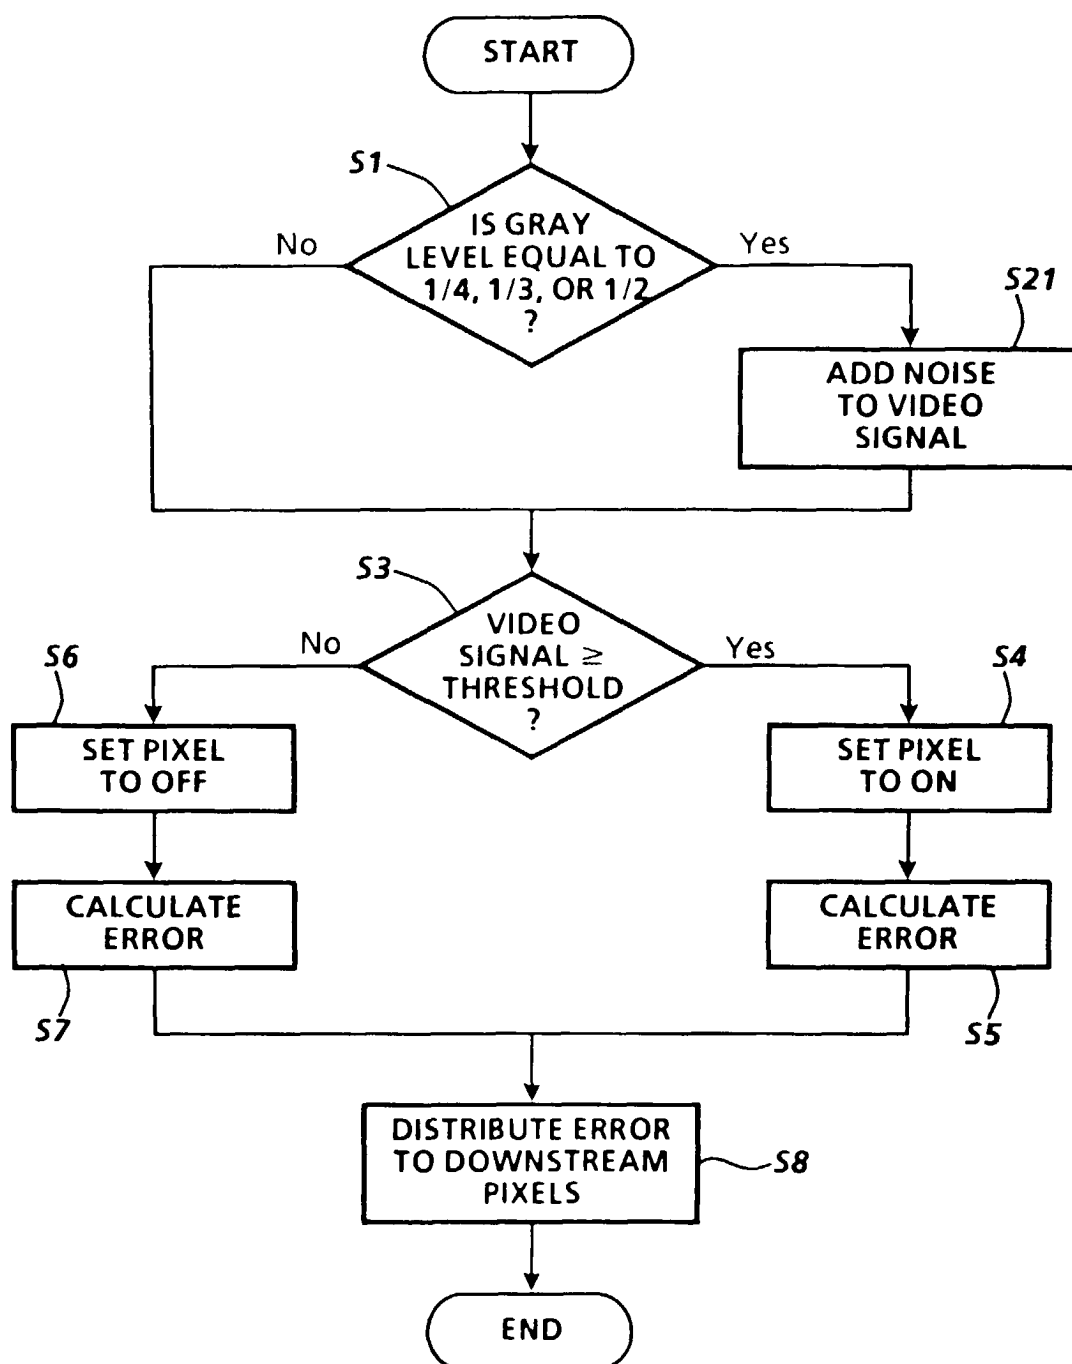 START
S1
IS GRAY
LEVEL EQUAL TO
1/4, 1/3, OR 1/2
?
No
Yes
S21
ADD NOISE
TO VIDEO
SIGNAL
S3
VIDEO
SIGNAL ≥
THRESHOLD
?
No
Yes
S6
S4
SET PIXEL
TO OFF
SET PIXEL
TO ON
CALCULATE
ERROR
CALCULATE
ERROR
S7
S5
DISTRIBUTE ERROR
TO DOWNSTREAM
PIXELS
S8
END